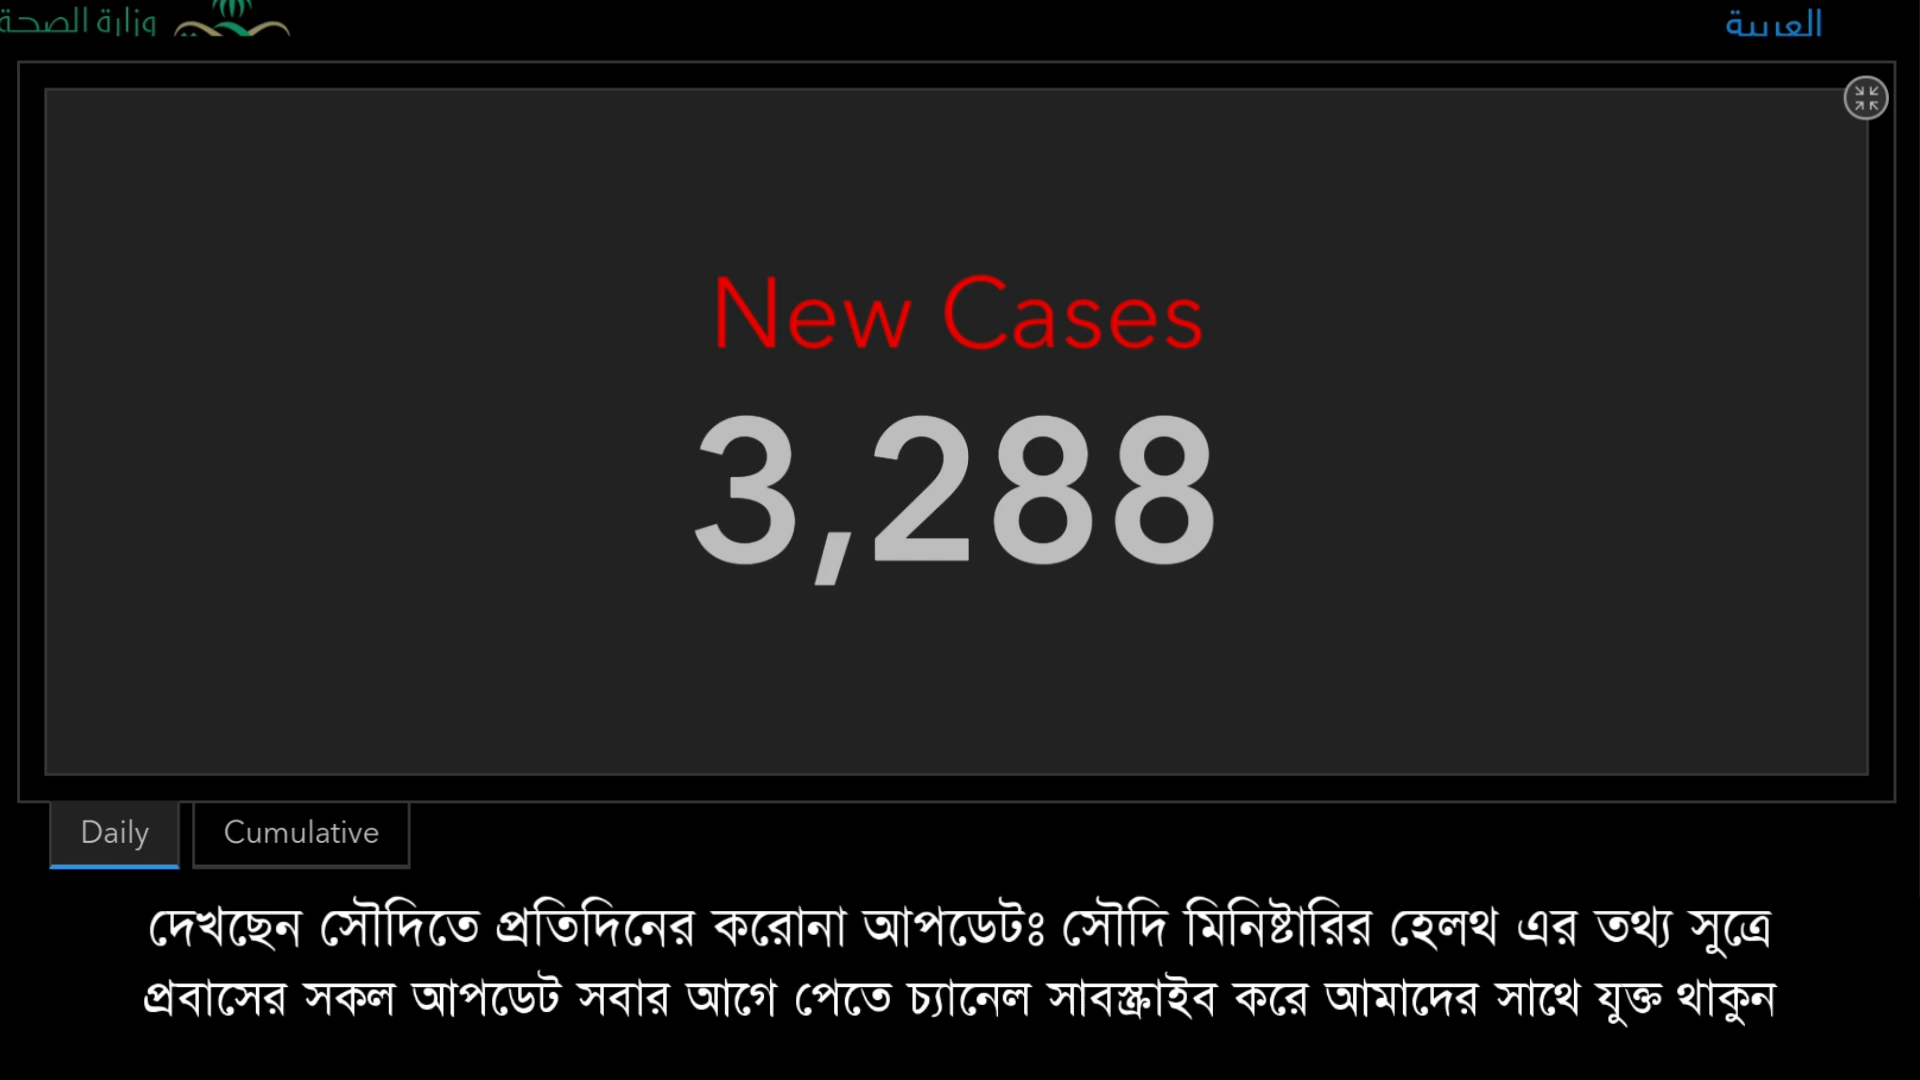 وزارة الصحة
العربية
New Cases
3,288
Daily
Cumulative
দেখছেন সৌদিতে প্রতিদিনের করোনা আপডেটঃ সৌদি মিনিষ্টারির হেলথ এর তথ্য সুত্রে
প্রবাসের সকল আপডেট সবার আগে পেতে চ্যানেল সাবস্ক্রাইব করে আমাদের সাথে যুক্ত থাকুন